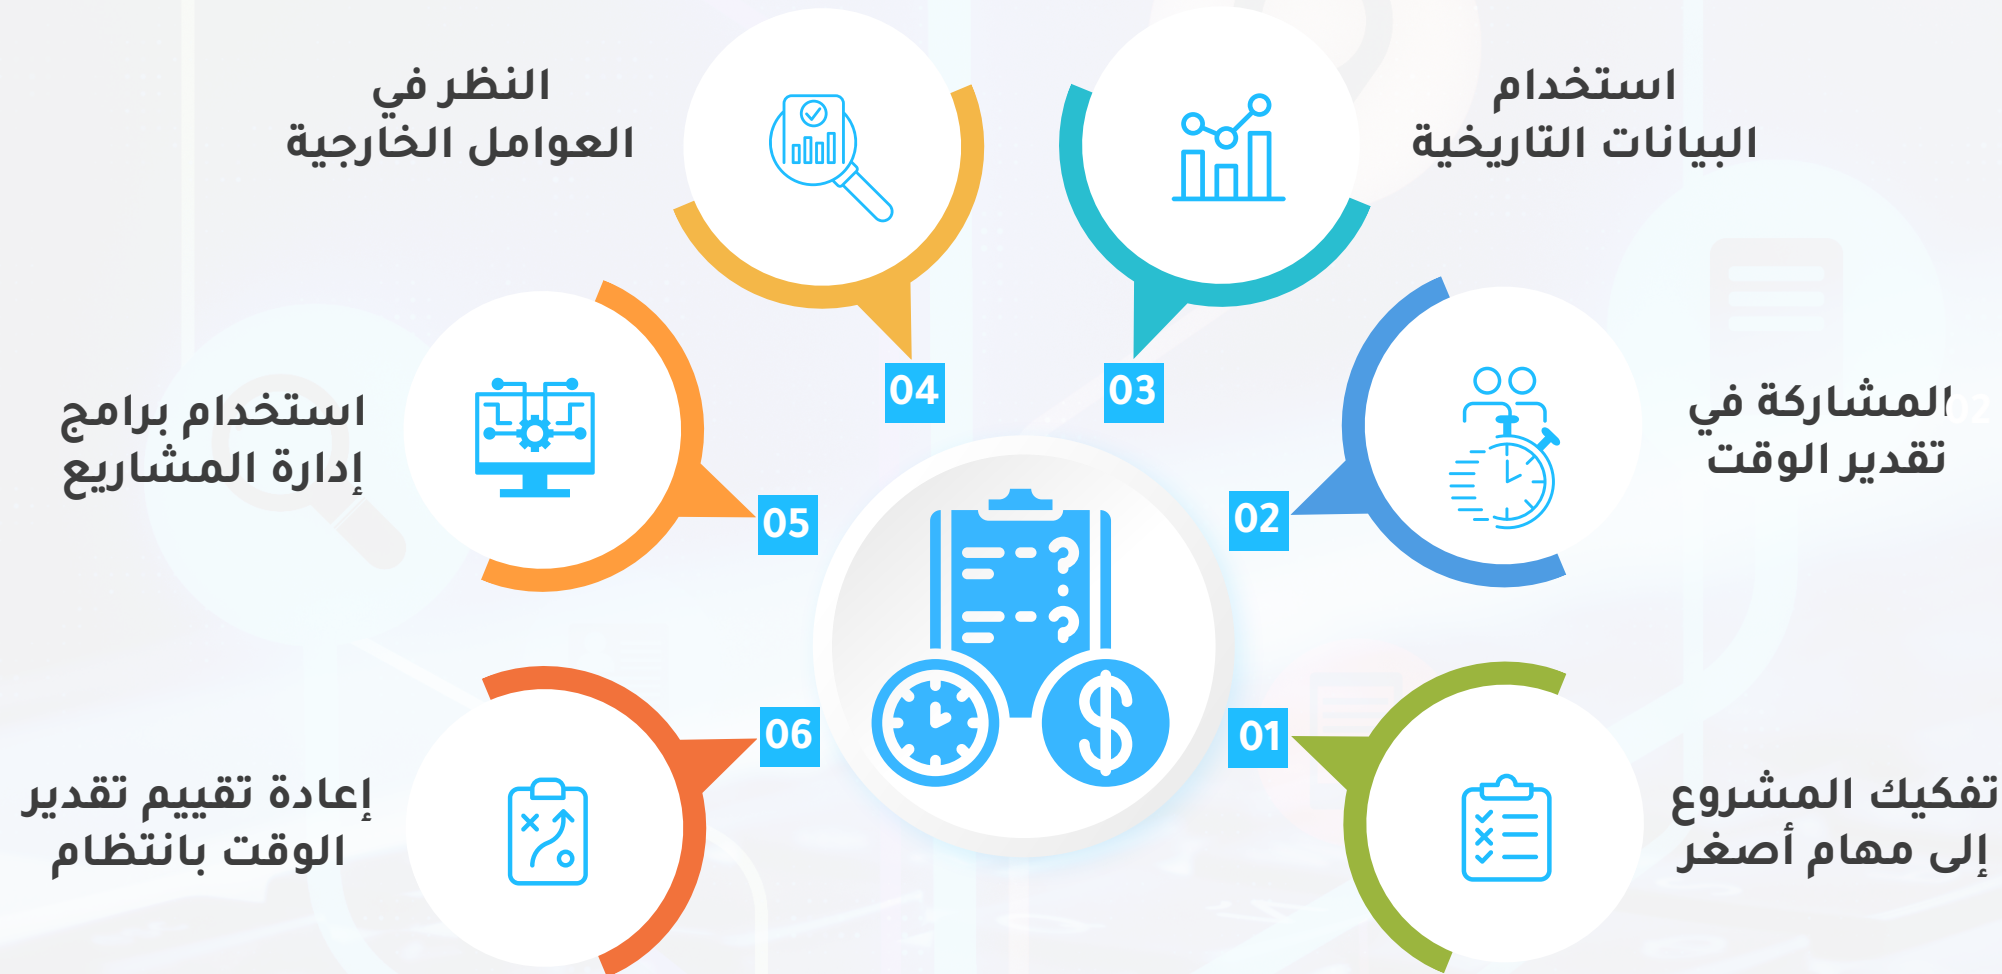 01
تفكيك المشروع
إلى مهام أصغر
02
المشاركة في
تقدير الوقت
02
03
استخدام
البيانات التاريخية
04
النظر في
العوامل الخارجية
05
استخدام برامج
إدارة المشاريع
06
إعادة تقييم تقدير
الوقت بانتظام